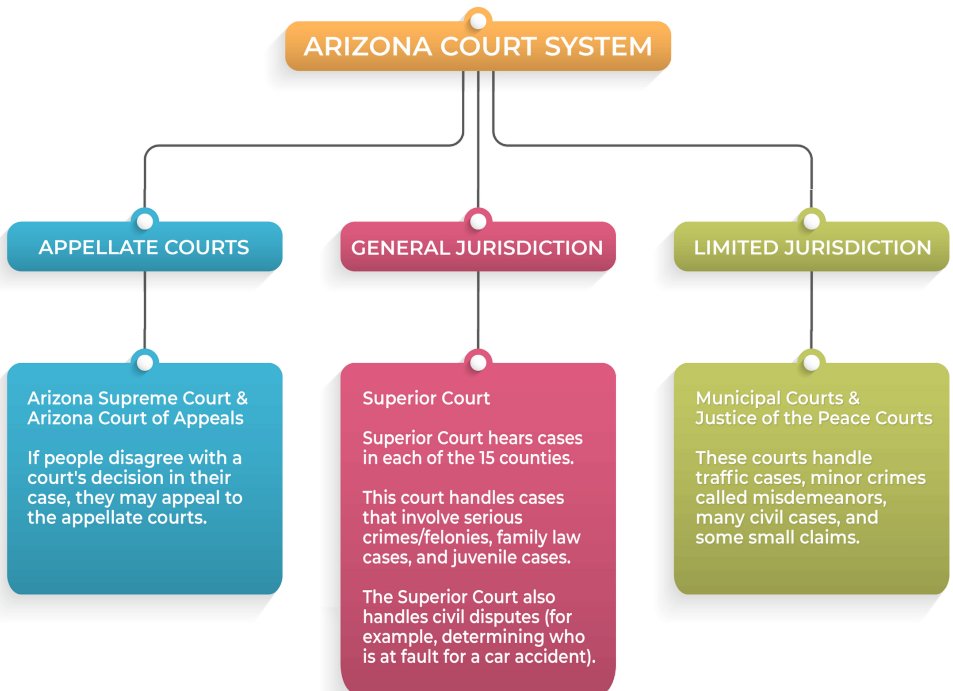 ARIZONA COURT SYSTEM
APPELLATE COURTS
GENERAL JURISDICTION
LIMITED JURISDICTION
Arizona Supreme Court &
Arizona Court of Appeals
If people disagree with a
court's decision in their
case, they may appeal to
the appellate courts.
Superior Court
Superior Court hears cases
in each of the 15 counties.
This court handles cases
that involve serious
crimes/felonies, family law
cases, and juvenile cases.
The Superior Court also
handles civil disputes (for
example, determining who
is at fault for a car accident).
Municipal Courts &
Justice of the Peace Courts
These courts handle
traffic cases, minor crimes
called misdemeanors,
many civil cases, and
some small claims.